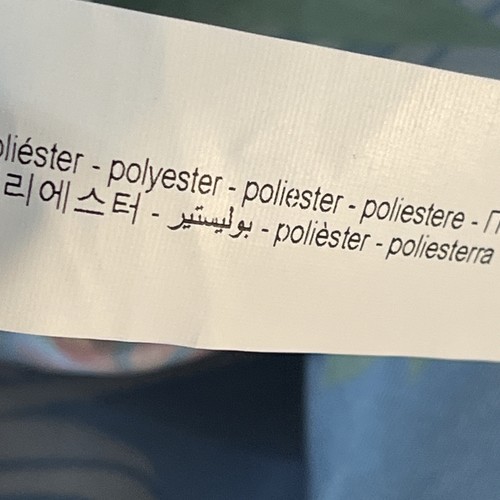 oliéster - polyester - poliester - poliestere - П
리에스터 - بوليستير - polièster - poliesterra